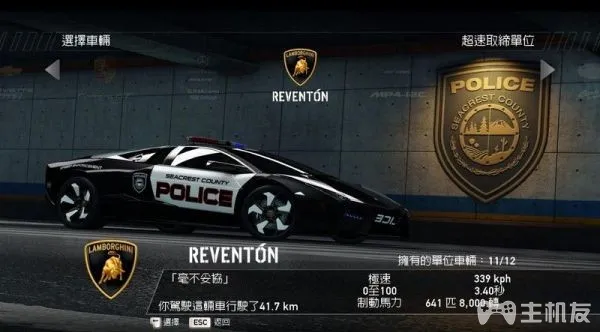 選擇車輛
超速取締單位
REVENTÓN
POLICE
SEACREST COUNTY
SEACREST COUNTY
POLICE
LAMBORGHINI
REVENTÓN
擁有的單位車輛：11/12
「毫不妥協」
極速 339 kph
0至100 3.40秒
你駕駛這輛車行駛了41.7 km
制動馬力 641 匹 8,000 轉
選擇 ESC 返回
主机友